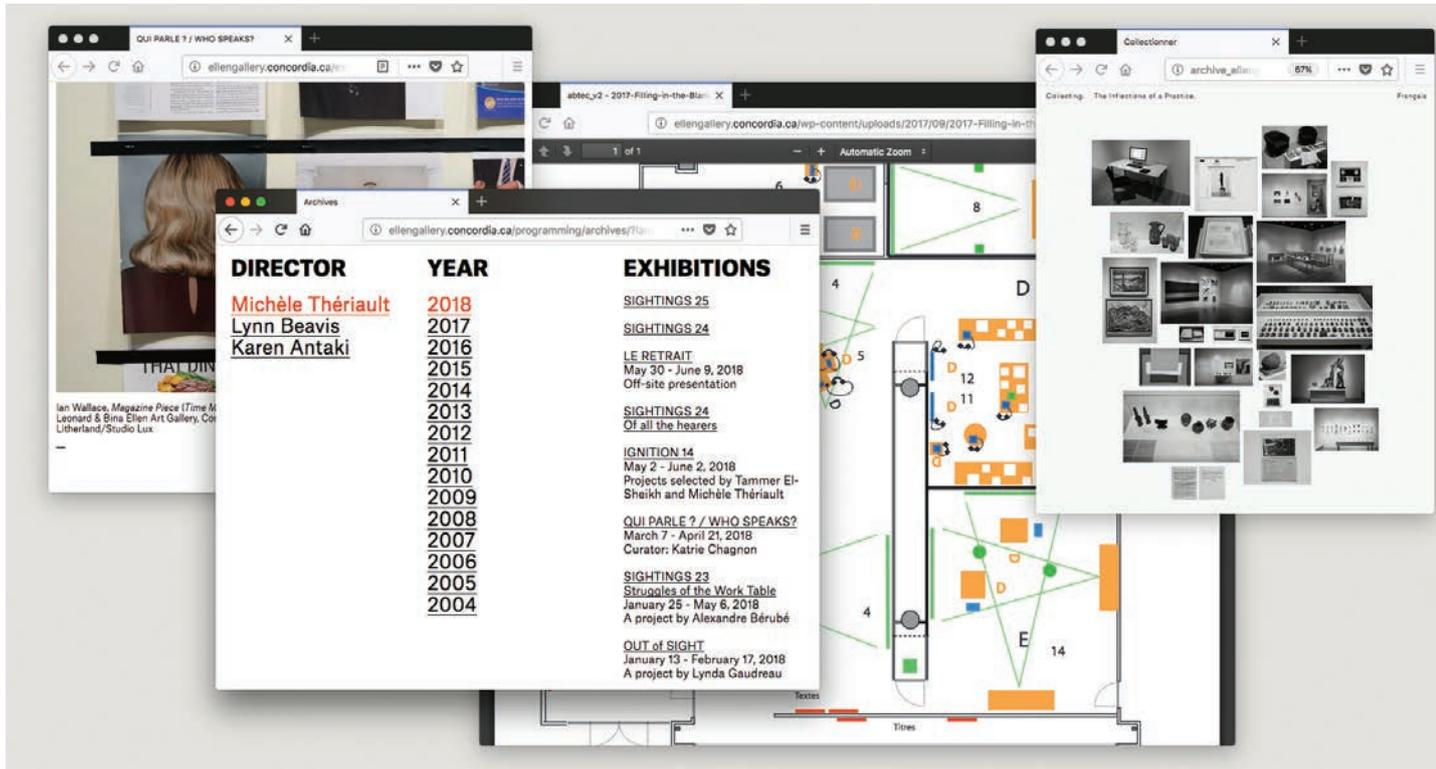 QUI PARLE ? / WHO SPEAKS?
ellengallery.concordia.ca/ex
THAT DIN
Ian Wallace, Magazine Piece (Time M
Leonard & Bina Ellen Art Gallery, Co
Litherland/Studio Lux
abtec_v2 - 2017-Filling-in-the-Blan
ellengallery.concordia.ca/wp-content/uploads/2017/09/2017-Filling-in-th
1 of 1
Automatic Zoom
6
8
4
5
D
D
12
D
11
D
D
D
D
4
E
14
Textes
Titres
Archives
ellengallery.concordia.ca/programming/archives/?lan
DIRECTOR
Michèle Thériault
Lynn Beavis
Karen Antaki
YEAR
2018
2017
2016
2015
2014
2013
2012
2011
2010
2009
2008
2007
2006
2005
2004
EXHIBITIONS
SIGHTINGS 25
SIGHTINGS 24
LE RETRAIT
May 30 - June 9, 2018
Off-site presentation
SIGHTINGS 24
Of all the hearers
IGNITION 14
May 2 - June 2, 2018
Projects selected by Tammer El-
Sheikh and Michèle Thériault
QUI PARLE ? / WHO SPEAKS?
March 7 - April 21, 2018
Curator: Katrie Chagnon
SIGHTINGS 23
Struggles of the Work Table
January 25 - May 6, 2018
A project by Alexandre Bérubé
OUT of SIGHT
January 13 - February 17, 2018
A project by Lynda Gaudreau
Collectionner
archive_ellen
67%
Collecting. The Inflections of a Practice.
Français